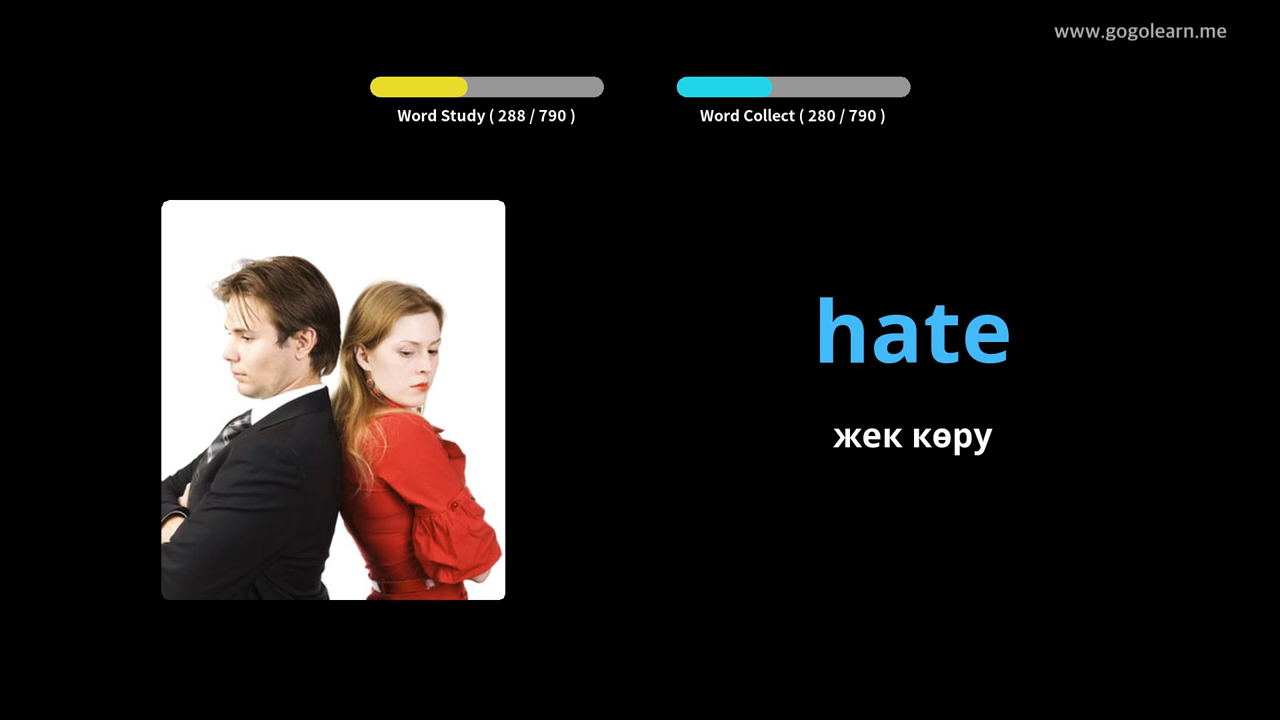 www.gogolearn.me
Word Study ( 288 / 790 )
Word Collect ( 280 / 790 )
hate
жек көру